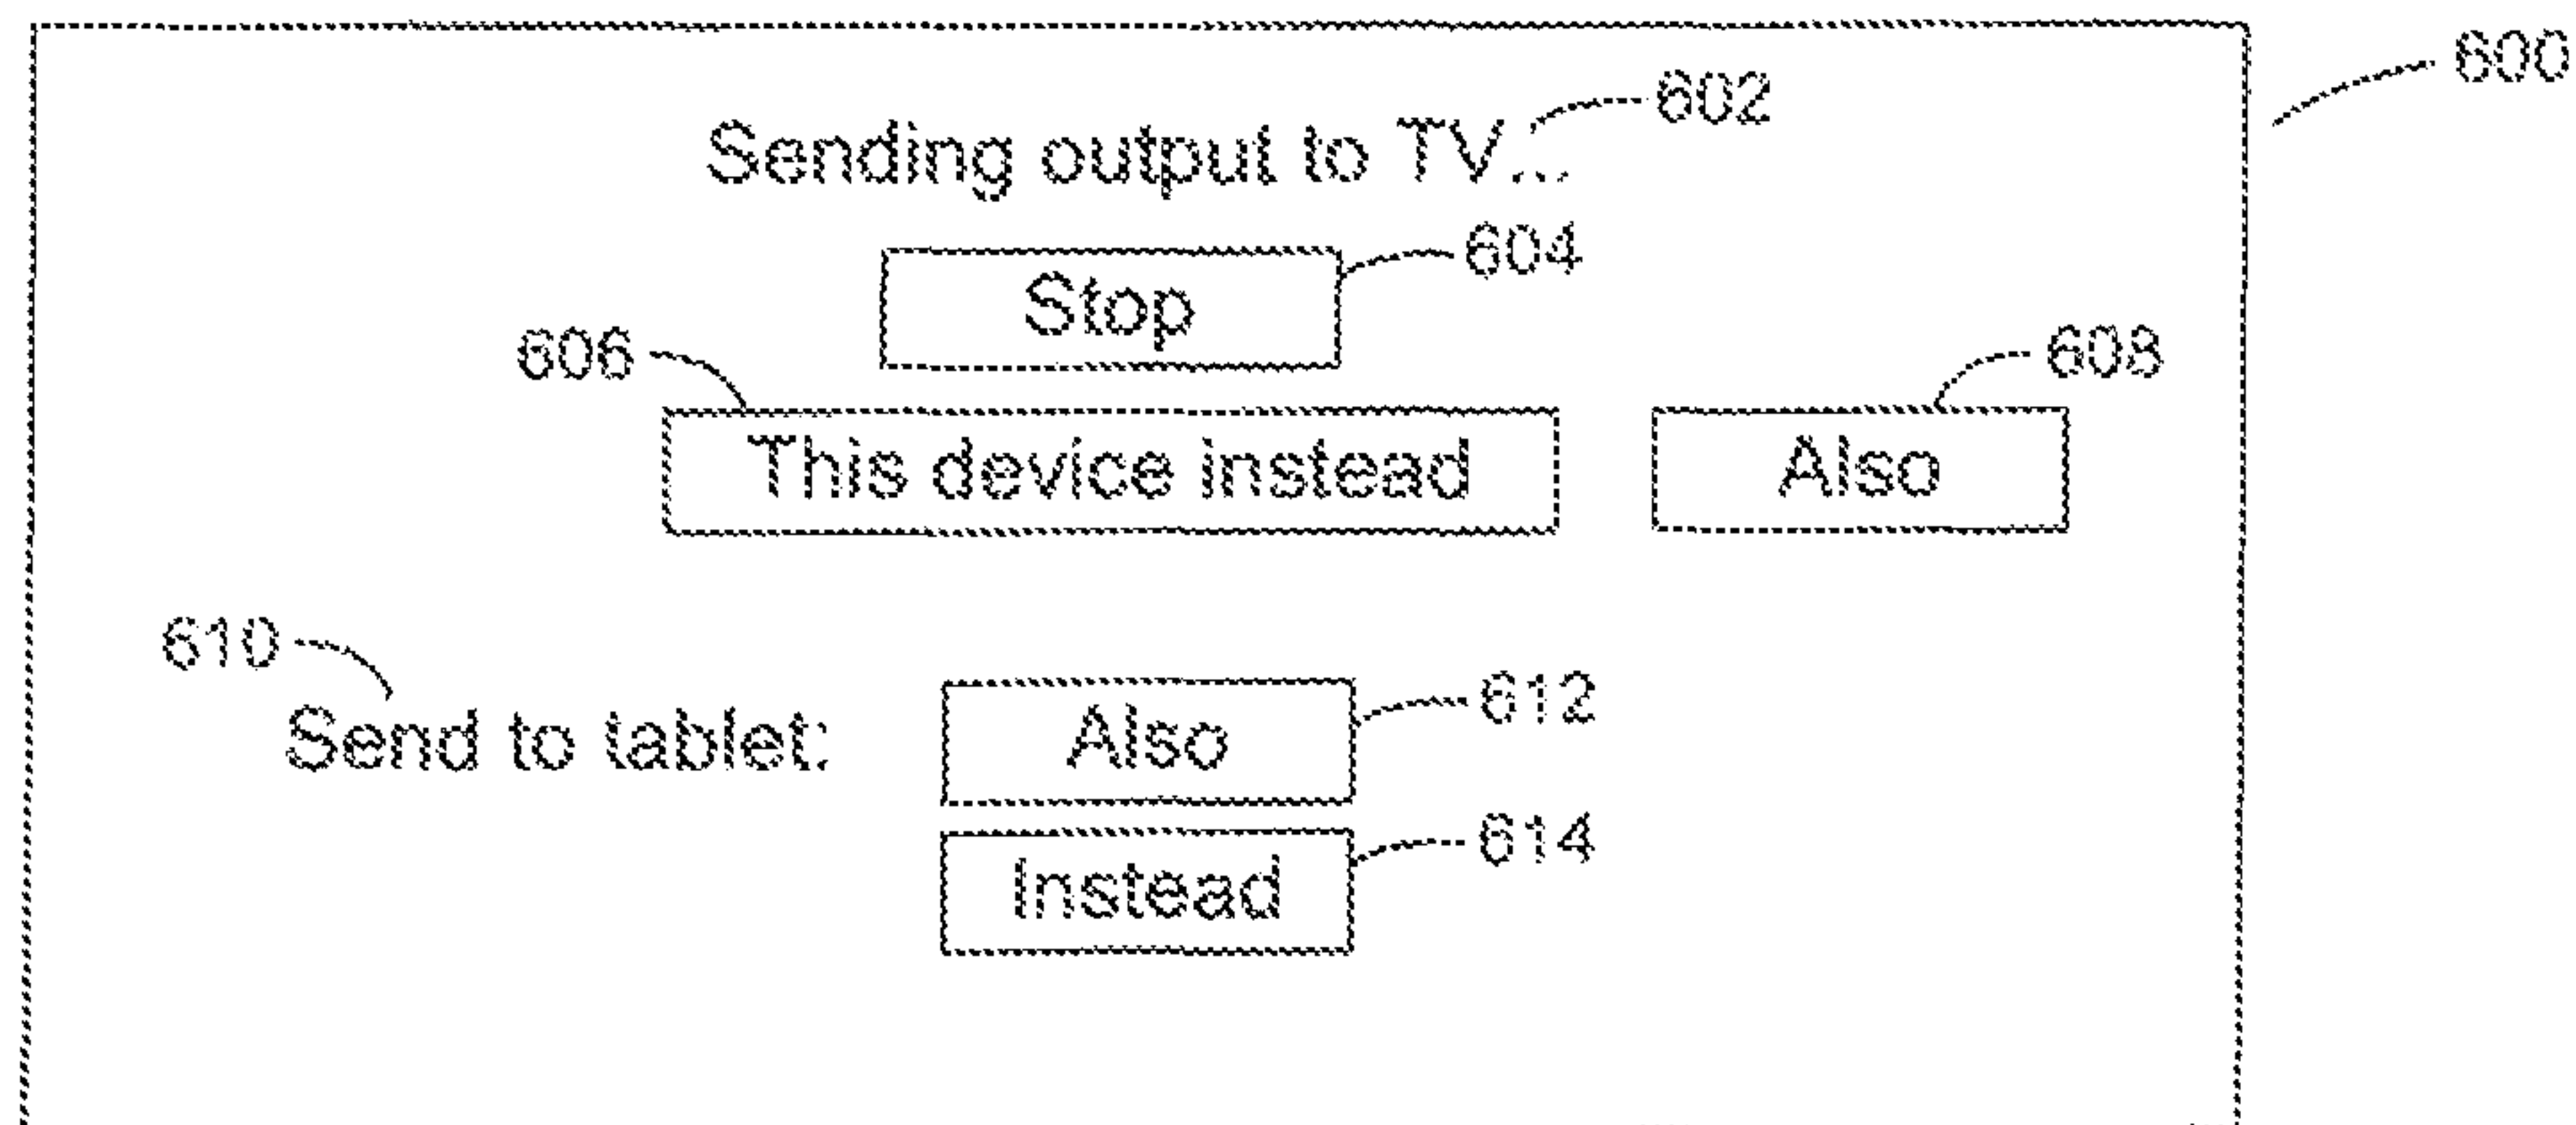 600
Sending output to TV... 602
Stop 604
606 608
This device instead Also
610
Send to tablet: Also 612
Instead 614